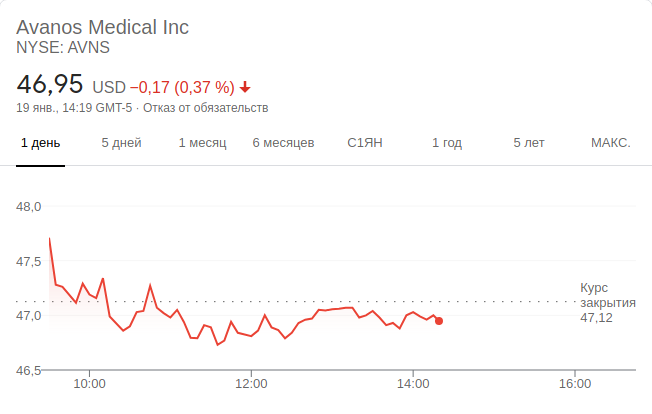 Avanos Medical Inc
NYSE: AVNS
46,95 USD −0,17 (0,37 %)
19 янв., 14:19 GMT-5 · Отказ от обязательств
1 день 5 дней 1 месяц 6 месяцев С1ЯН 1 год 5 лет МАКС.
48,0
47,5
47,0
46,5
Курс
закрытия
47,12
10:00 12:00 14:00 16:00